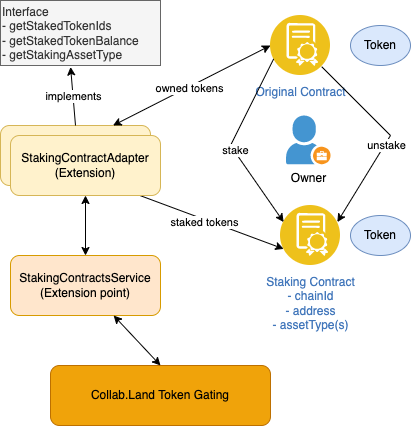 Interface
- getStakedTokenIds
- getStakedTokenBalance
- getStakingAssetType
Token
implements
owned tokens
Original Contract
StakingContractAdapter
(Extension)
stake
unstake
Owner
staked tokens
Token
StakingContractsService
(Extension point)
Staking Contract
- chainId
- address
- assetType(s)
Collab.Land Token Gating